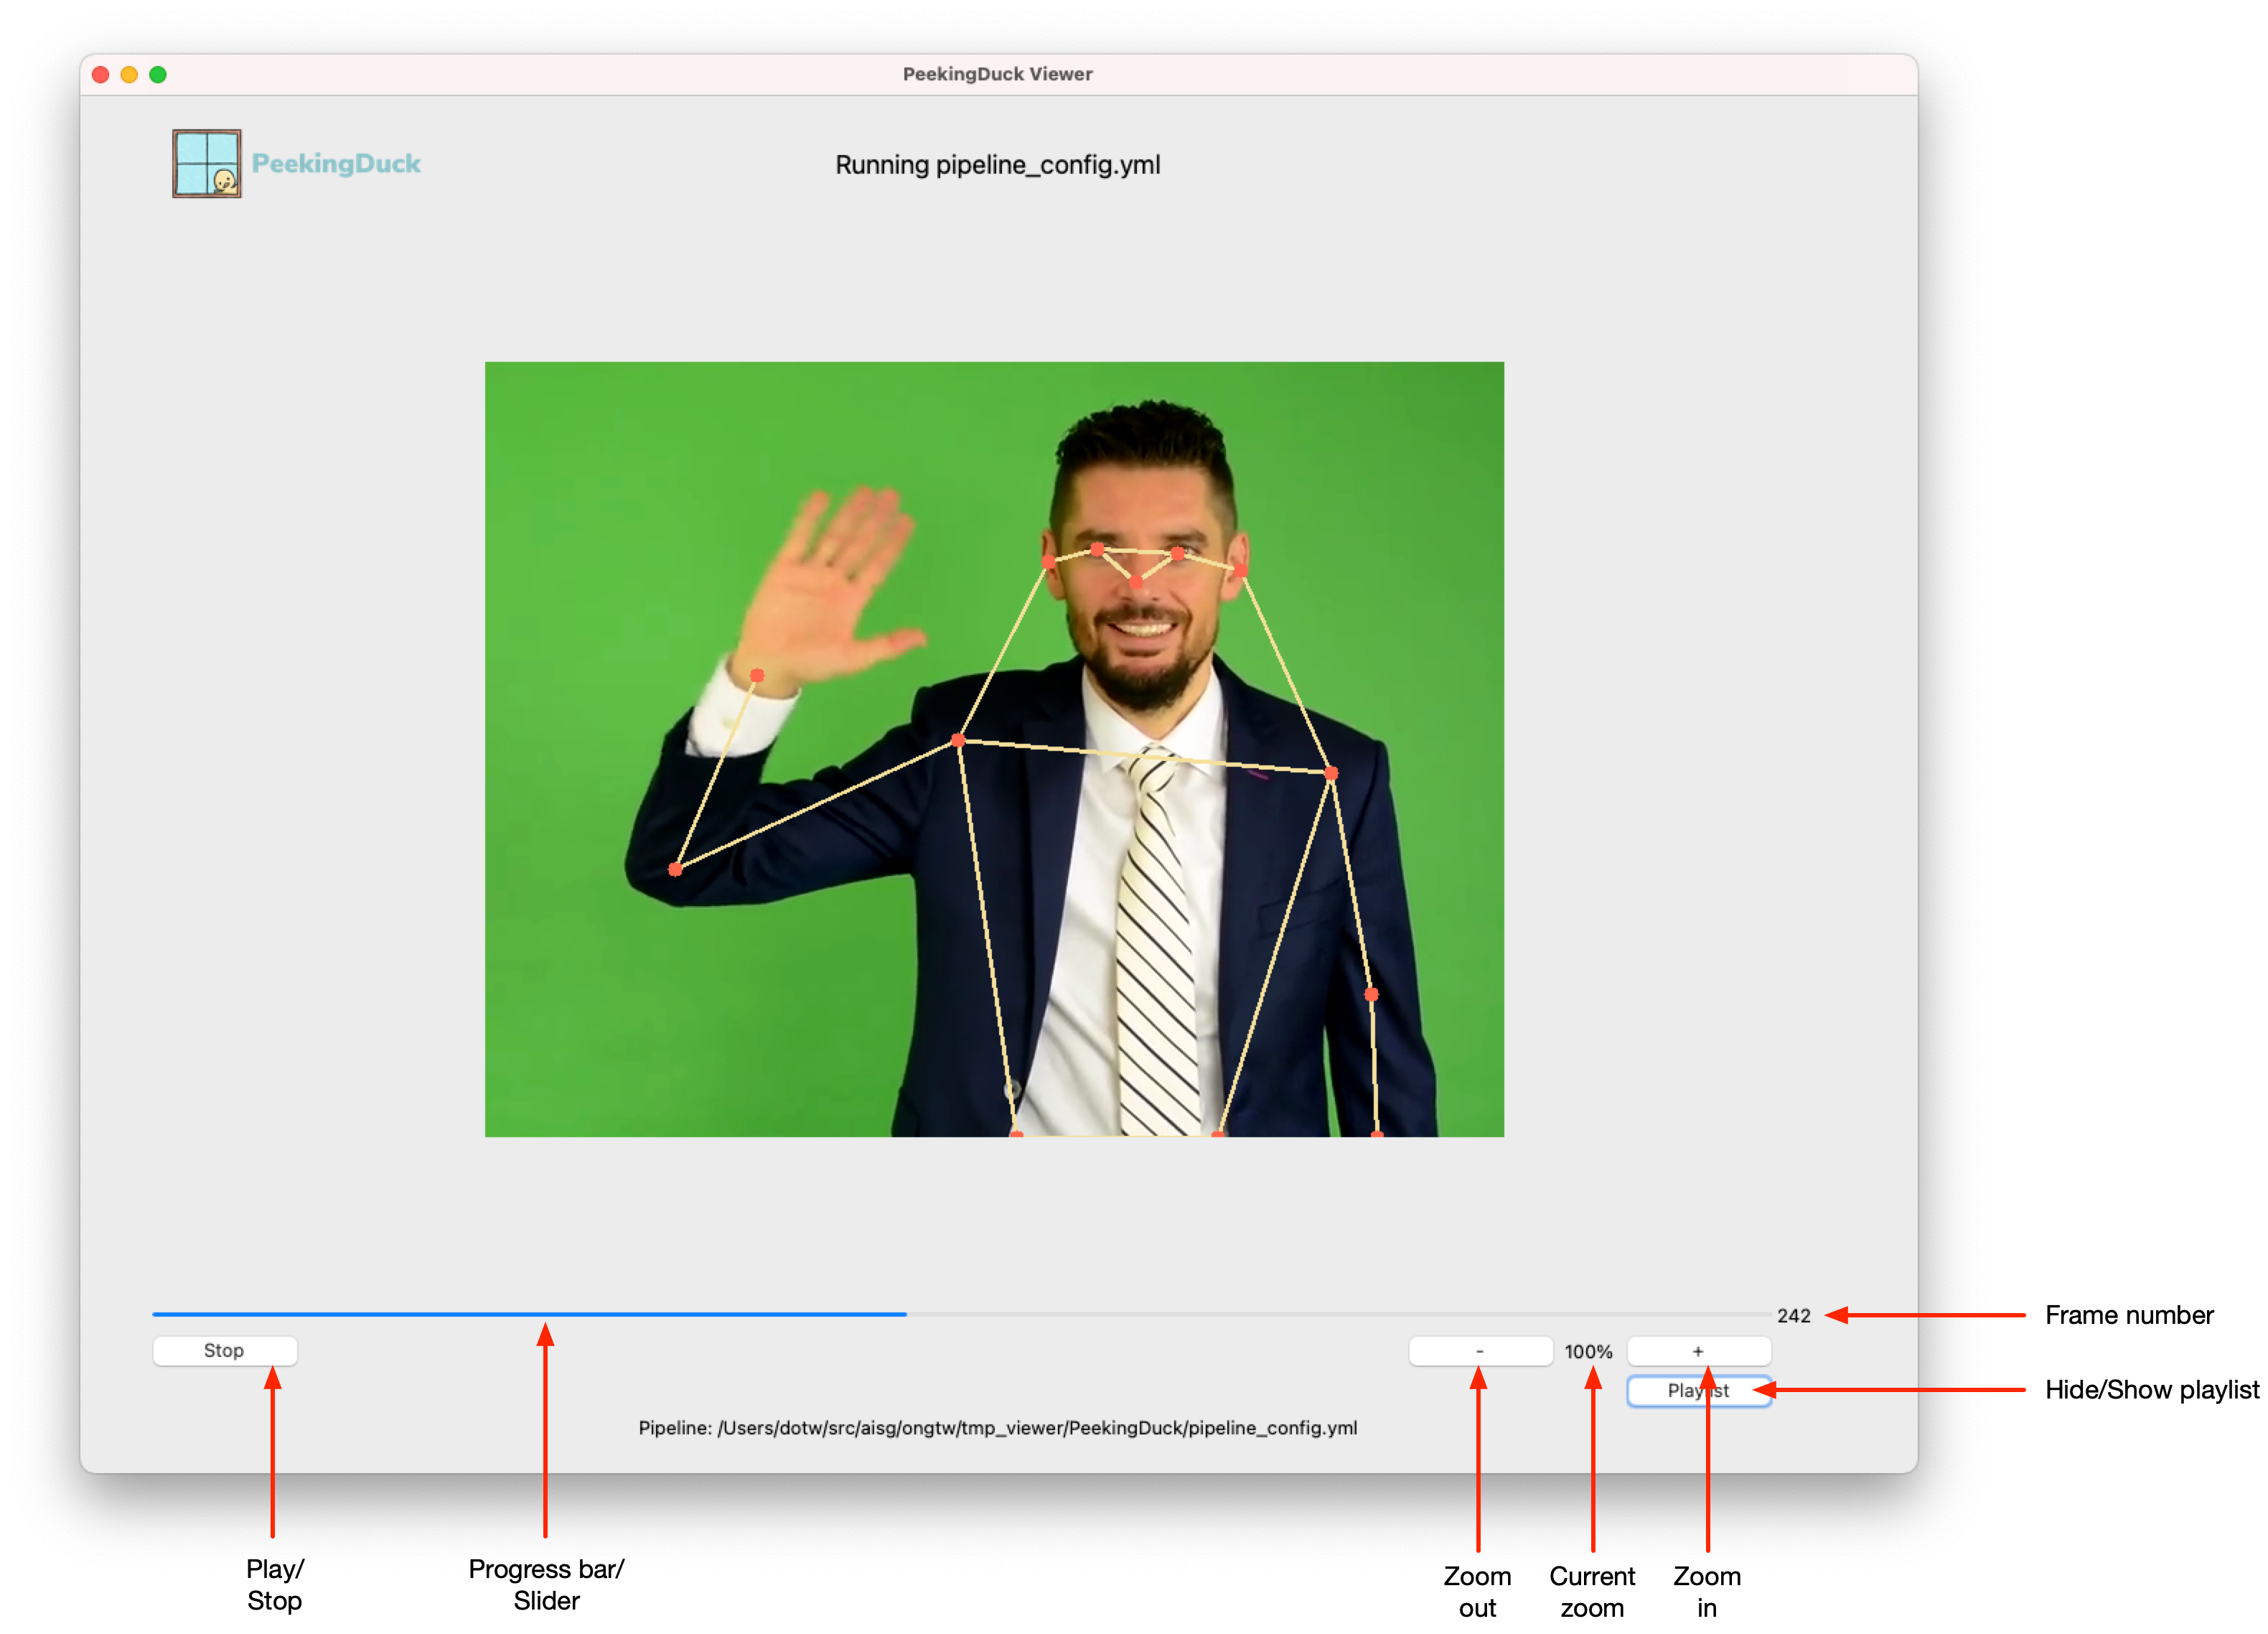 PeekingDuck Viewer
PeekingDuck
Running pipeline_config.yml
242
Frame number
Stop
-
100%
+
Playlist
Hide/Show playlist
Pipeline: /Users/dotw/src/aisg/ongtw/tmp_viewer/PeekingDuck/pipeline_config.yml
Play/
Stop
Progress bar/
Slider
Zoom
out
Current
zoom
Zoom
in